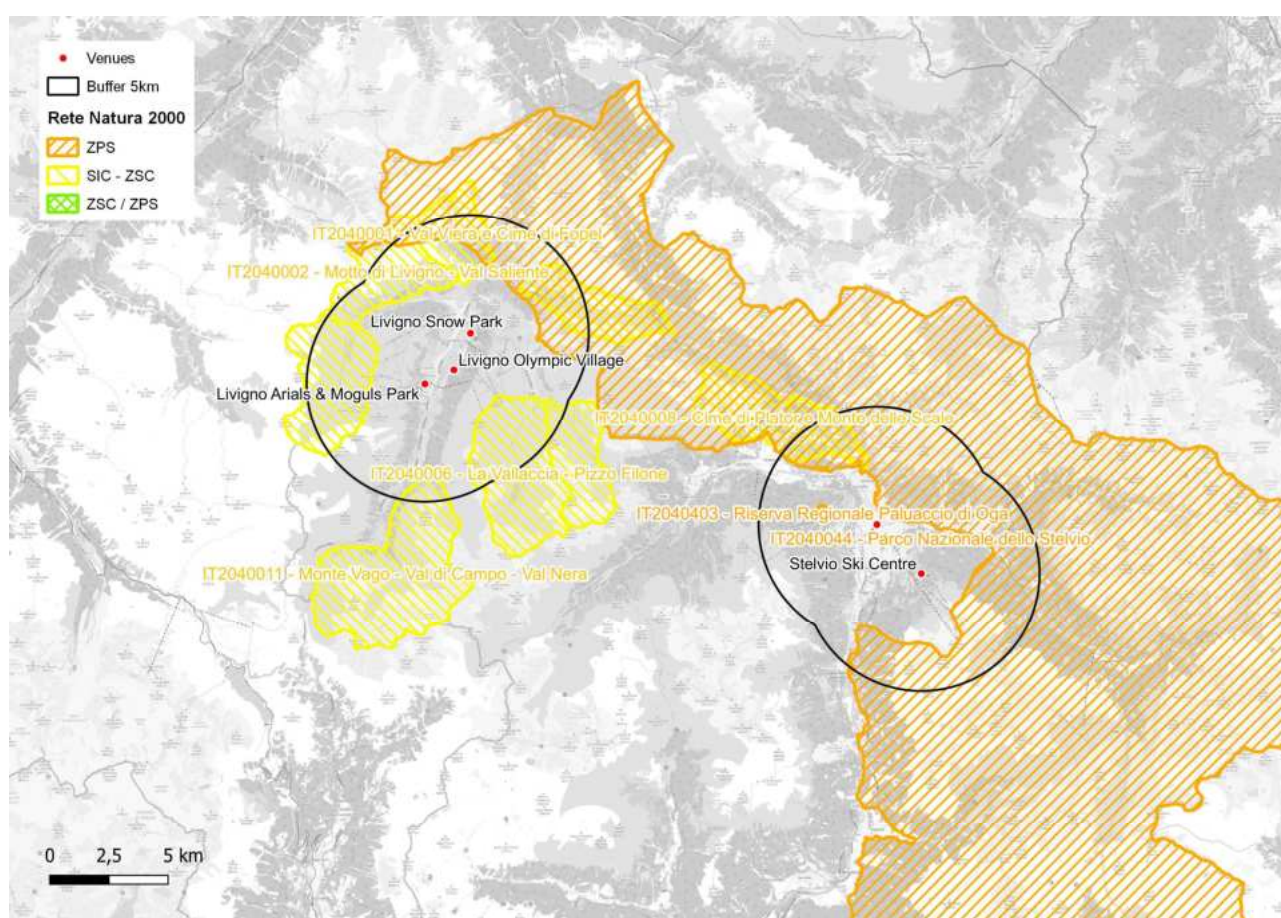 Venues
Buffer 5km
Rete Natura 2000
ZPS
SIC - ZSC
ZSC / ZPS
IT2040001 - Val Viera e Cime di Fopel
IT2040002 - Motto di Livigno - Val Saliente
Livigno Snow Park
Livigno Olympic Village
Livigno Arials & Moguls Park
IT2040008 - Cime di Plator e Monte delle Scale
IT2040006 - La Vallaccia - Pizzo Filone
IT2040403 - Riserva Regionale Paluaccio di Oga
IT2040044 - Parco Nazionale dello Stelvio
Stelvio Ski Centre
IT2040011 - Monte Vago - Val di Campo - Val Nera
0 2,5 5 km